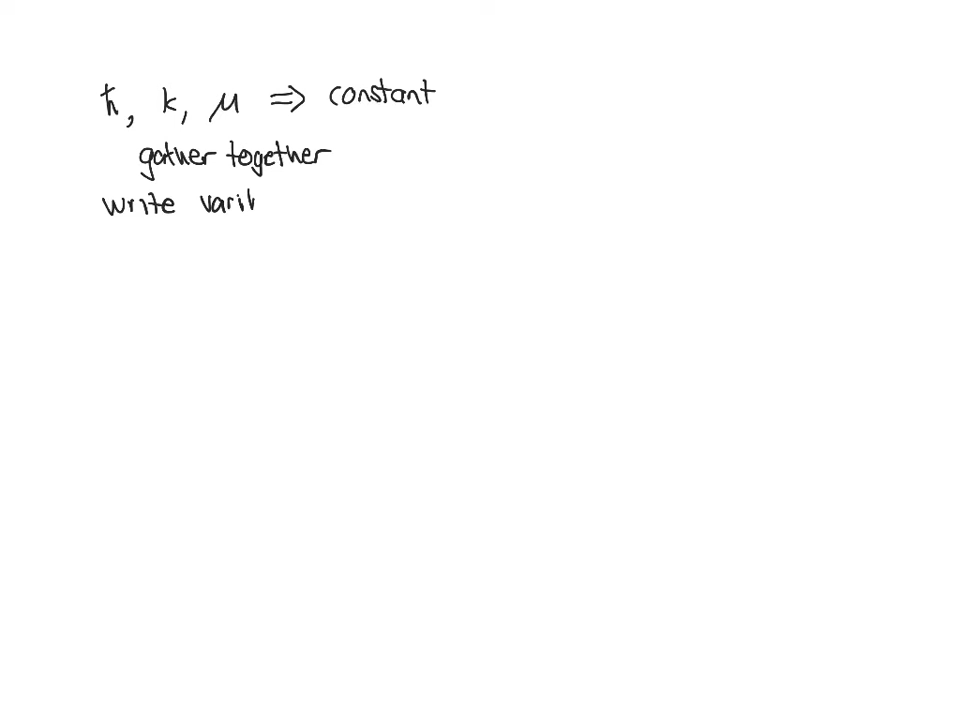 ħ, k, μ ⇒ constant
gather together
write